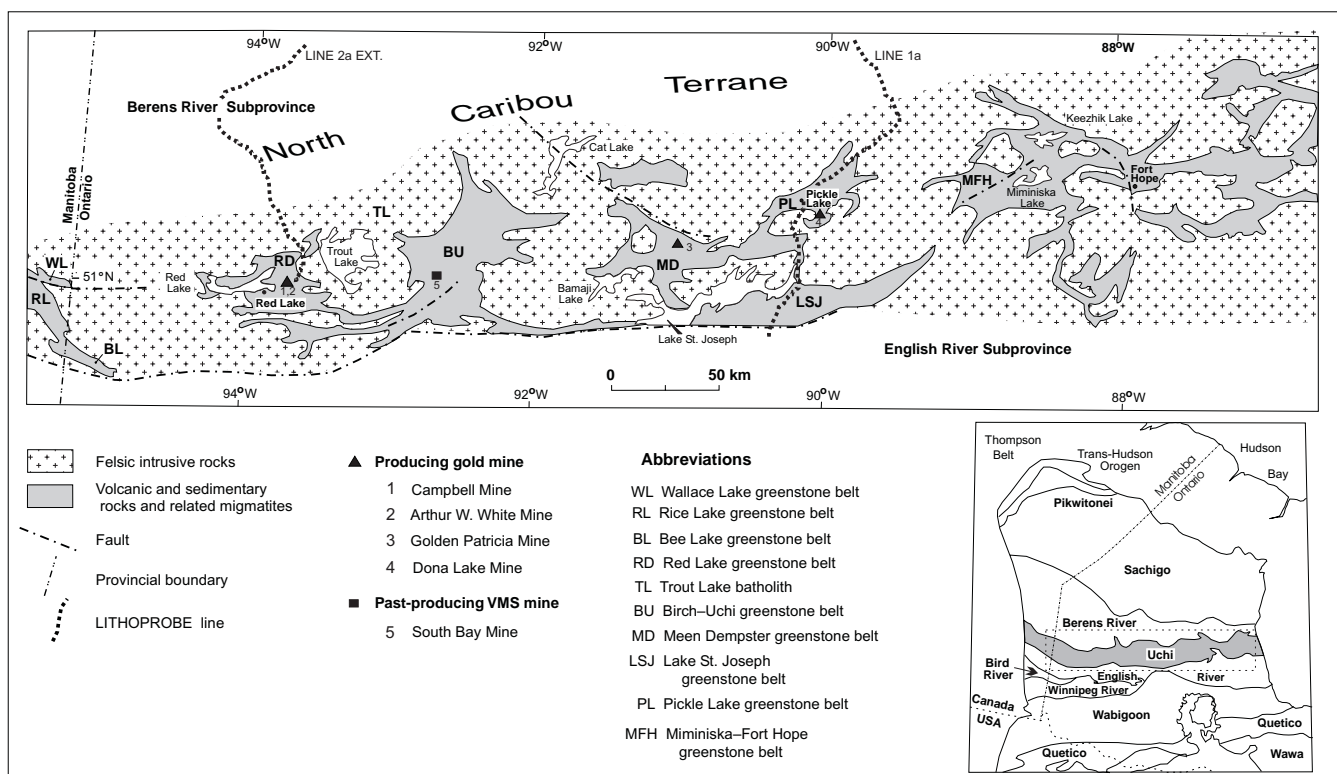 94°W
92°W
90°W
88°W
LINE 2a EXT.
LINE 1a
Berens River Subprovince
North
Caribou
Terrane
Manitoba
Ontario
Keezhik Lake
Cat Lake
MFH
Fort
Hope
Miminiska
Lake
Pickle
Lake
PL
4
TL
BU
5
3
MD
WL
51°N
RL
BL
Red
Lake
RD
1,2
Red Lake
Trout
Lake
Bamaji
Lake
LSJ
Lake St. Joseph
English River Subprovince
0 50 km
94°W
92°W
90°W
88°W
Felsic intrusive rocks
Volcanic and sedimentary
rocks and related migmatites
Fault
Provincial boundary
LITHOPROBE line
Producing gold mine
1 Campbell Mine
2 Arthur W. White Mine
3 Golden Patricia Mine
4 Dona Lake Mine
Past-producing VMS mine
5 South Bay Mine
Abbreviations
WL Wallace Lake greenstone belt
RL Rice Lake greenstone belt
BL Bee Lake greenstone belt
RD Red Lake greenstone belt
TL Trout Lake batholith
BU Birch–Uchi greenstone belt
MD Meen Dempster greenstone belt
LSJ Lake St. Joseph
greenstone belt
PL Pickle Lake greenstone belt
MFH Miminiska–Fort Hope
greenstone belt
Thompson
Belt
Trans-Hudson
Orogen
Manitoba
Ontario
Hudson
Bay
Pikwitonei
Sachigo
Berens River
Uchi
Bird
River
English
River
Winnipeg River
Canada
USA
Wabigoon
Quetico
Quetico
Wawa